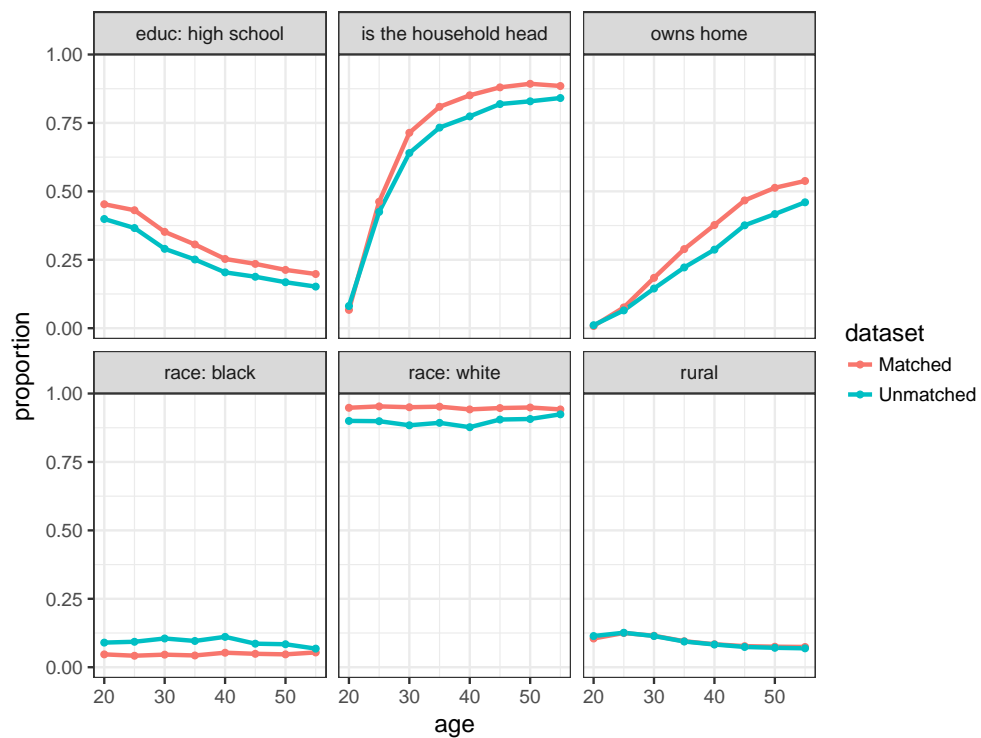 educ: high school is the household head owns home
1.00
0.75
0.50
0.25
0.00
race: black race: white rural
1.00
0.75
0.50
0.25
0.00
20 30 40 50 20 30 40 50 20 30 40 50
age
proportion
dataset
Matched
Unmatched